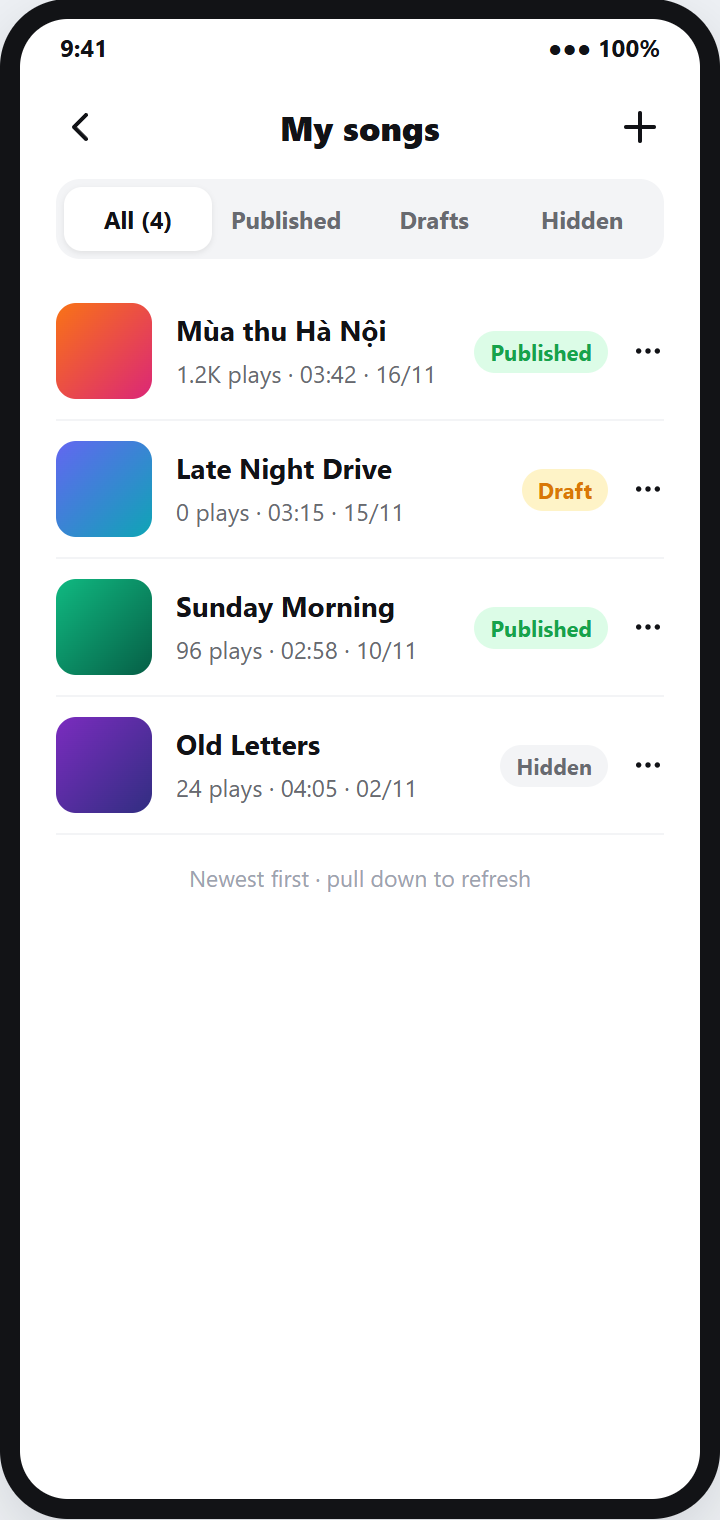 9:41 ●●● 100%
My songs
All (4) Published Drafts Hidden
Mùa thu Hà Nội
1.2K plays · 03:42 · 16/11
Published
Late Night Drive
0 plays · 03:15 · 15/11
Draft
Sunday Morning
96 plays · 02:58 · 10/11
Published
Old Letters
24 plays · 04:05 · 02/11
Hidden
Newest first · pull down to refresh